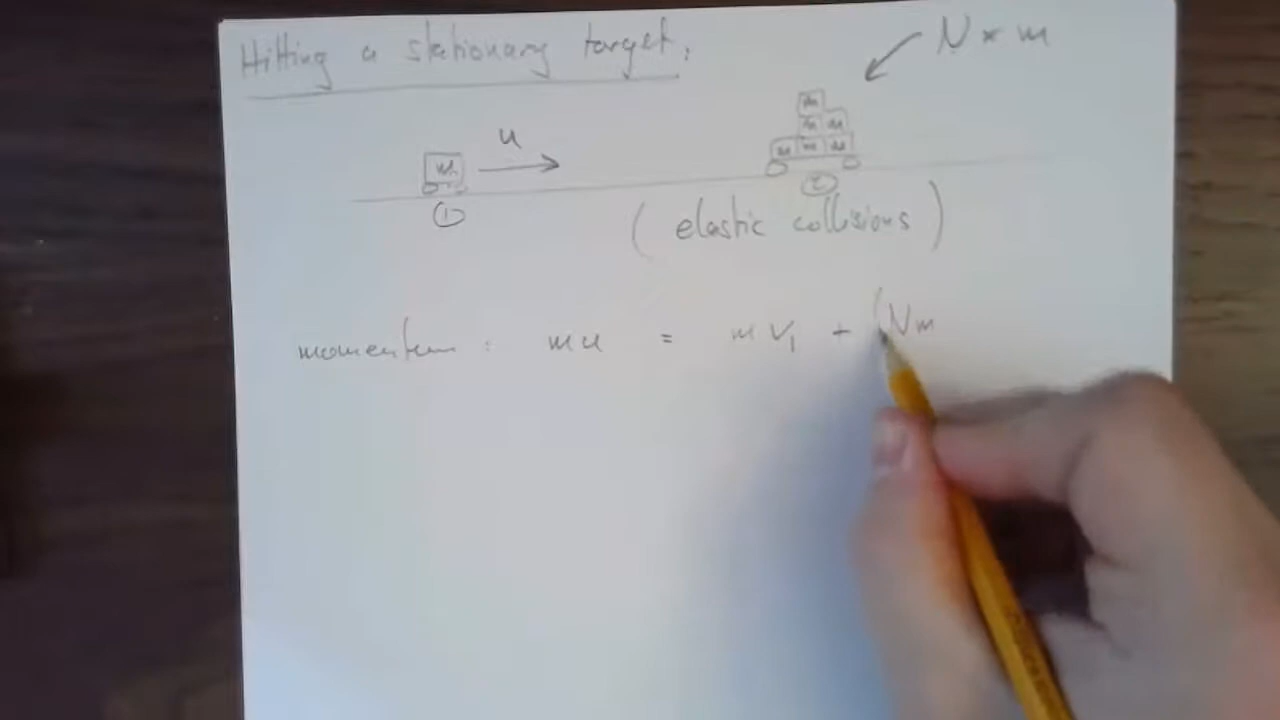 Hitting a stationary target.
N * m
u
m
m m
m m m m
① ②
( elastic collisions )
momentum : mu = mV₁ + (Nm